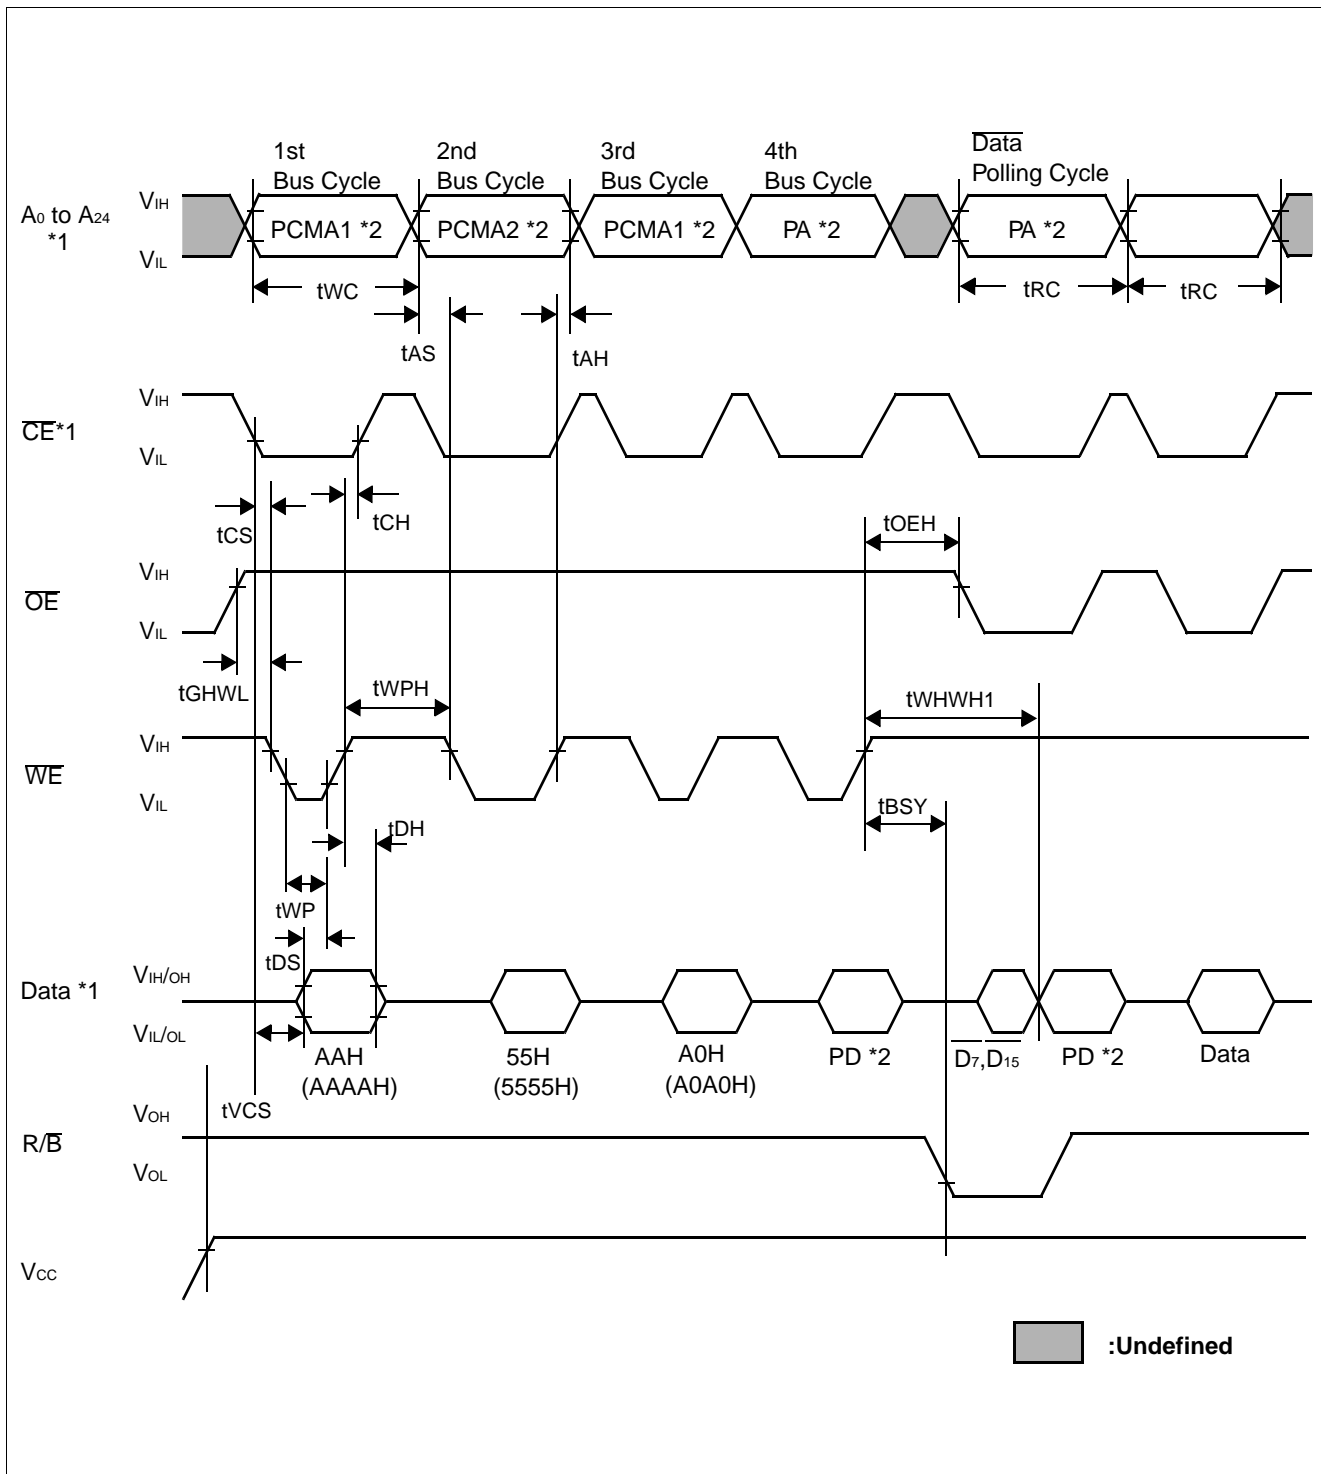 1st
Bus Cycle
2nd
Bus Cycle
3rd
Bus Cycle
4th
Bus Cycle
Data
Polling Cycle
A0 to A24
*1
VIH
VIL
PCMA1 *2
PCMA2 *2
PCMA1 *2
PA *2
PA *2
tWC
tRC
tRC
tAS
tAH
CE*1
VIH
VIL
tCS
tCH
tOEH
OE
VIH
VIL
tGHWL
tWPH
tWHWH1
WE
VIH
VIL
tBSY
tDH
tWP
tDS
Data *1
VIH/OH
VIL/OL
AAH
(AAAAH)
55H
(5555H)
A0H
(A0A0H)
PD *2
D7,D15
PD *2
Data
tVCS
R/B
VOH
VOL
VCC
:Undefined